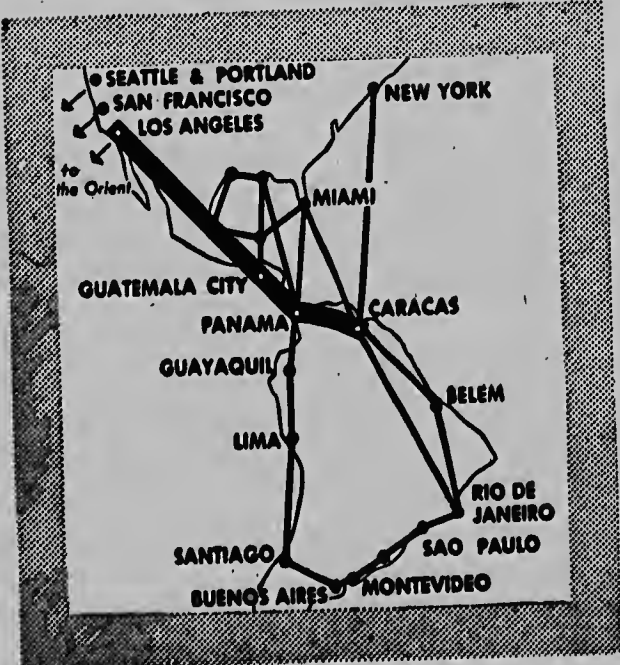 SEATTLE & PORTLAND
SAN FRANCISCO
LOS ANGELES
NEW YORK
to
the Orient
MIAMI
GUATEMALA CITY
PANAMA
CARACAS
GUAYAQUIL
BELEM
LIMA
RIO DE
JANEIRO
SANTIAGO
SAO PAULO
BUENOS AIRES
MONTEVIDEO